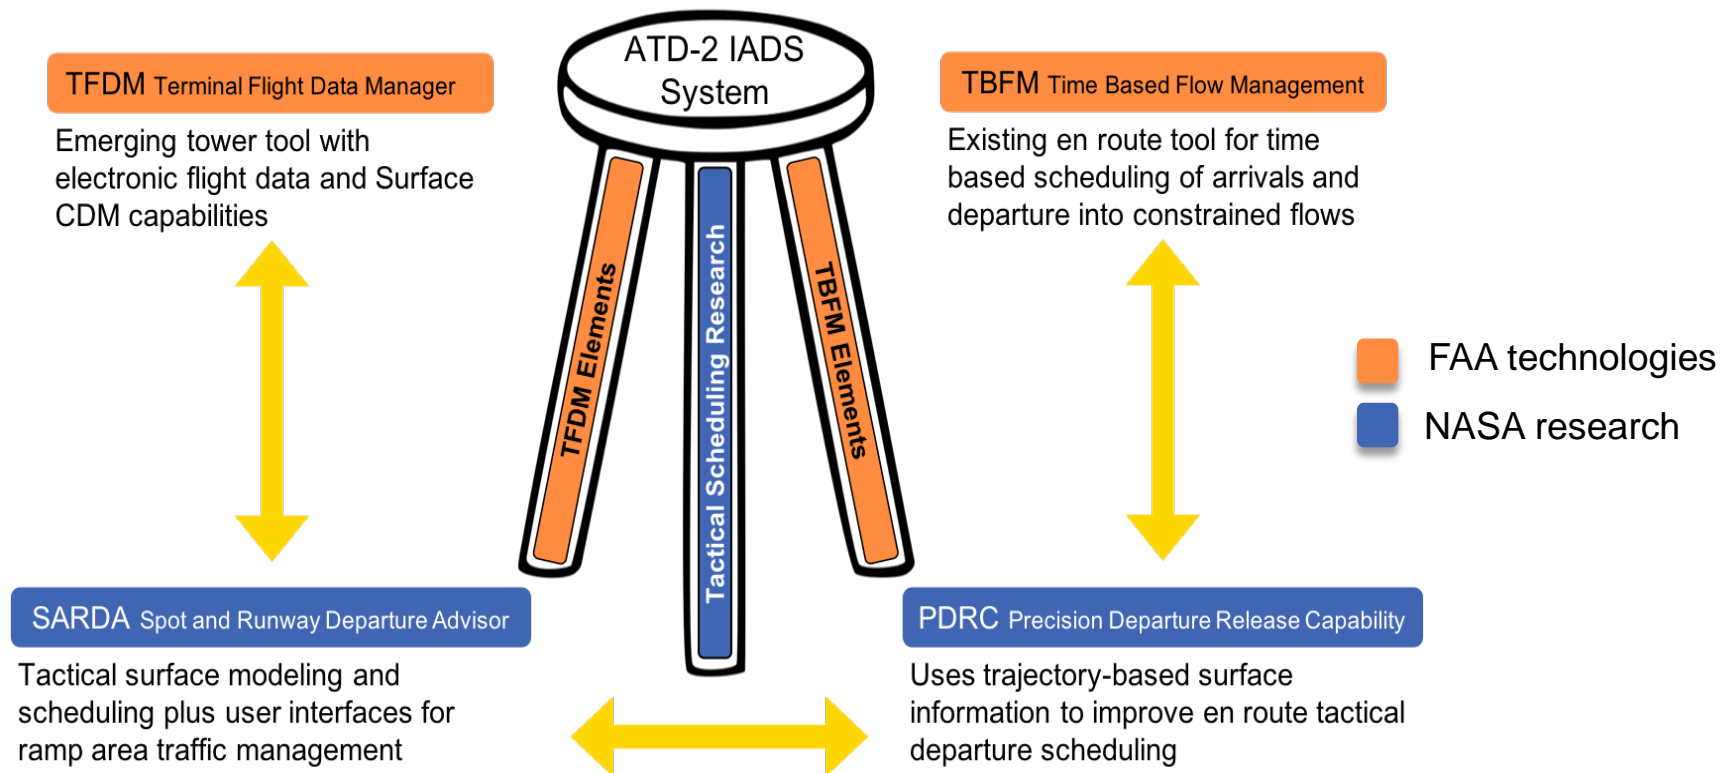 TFDM Terminal Flight Data Manager
Emerging tower tool with
electronic flight data and Surface
CDM capabilities
ATD-2 IADS
System
TBFM Time Based Flow Management
Existing en route tool for time
based scheduling of arrivals and
departure into constrained flows
TFDM Elements
Tactical Scheduling Research
TBFM Elements
FAA technologies
NASA research
SARDA Spot and Runway Departure Advisor
Tactical surface modeling and
scheduling plus user interfaces for
ramp area traffic management
PDRC Precision Departure Release Capability
Uses trajectory-based surface
information to improve en route tactical
departure scheduling